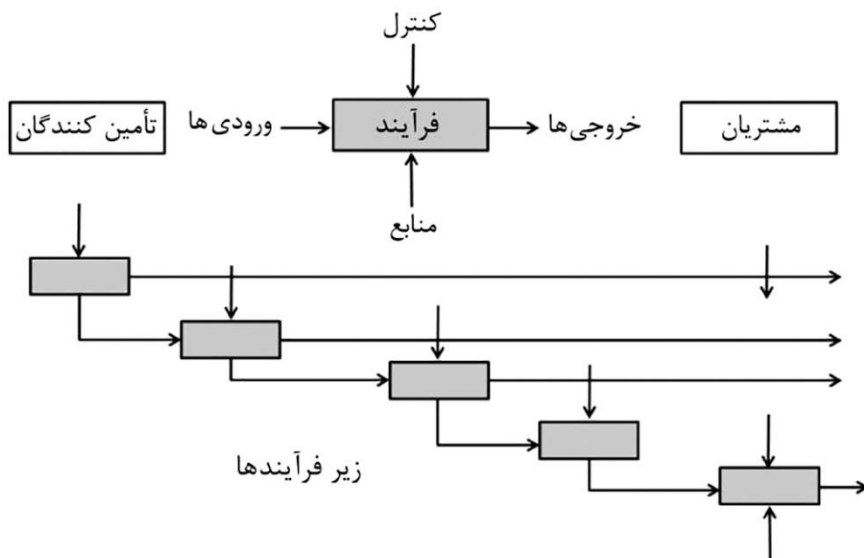 کنترل
تأمین کنندگان
ورودی‌ها
فرآیند
خروجی‌ها
مشتریان
منابع
زیر فرآیندها